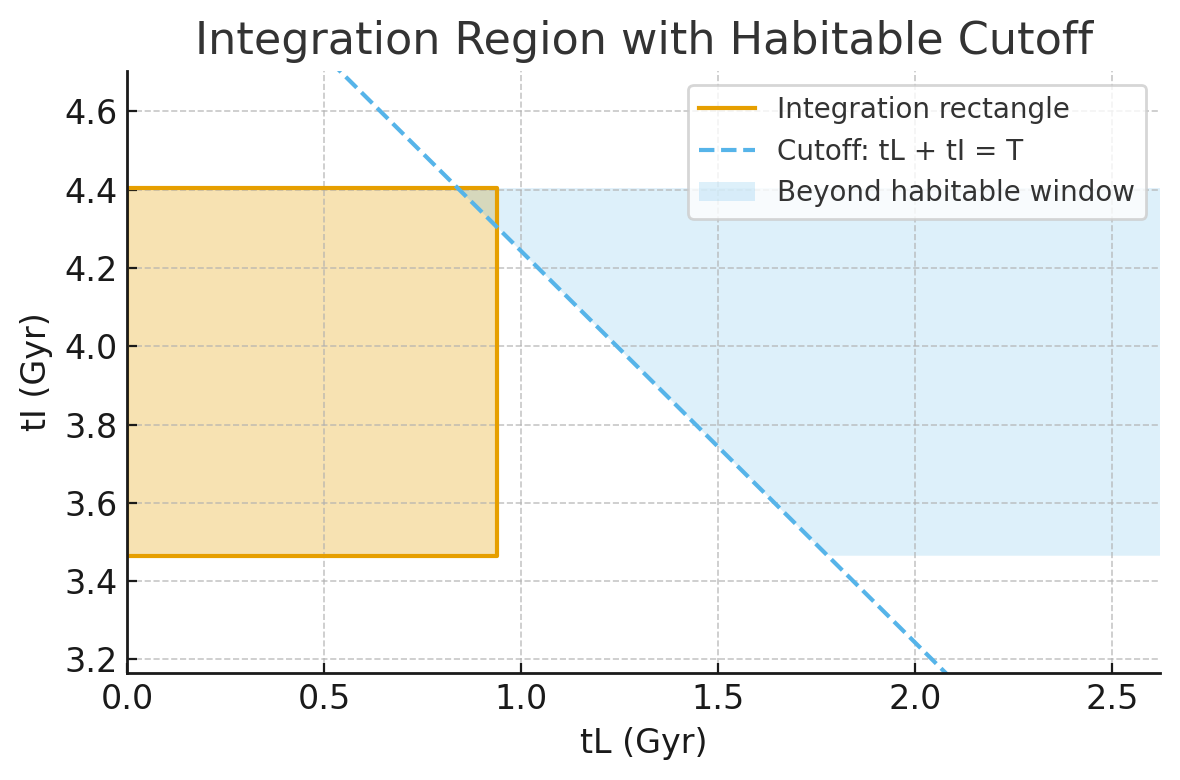 Integration Region with Habitable Cutoff
Integration rectangle
Cutoff: tL + tI = T
Beyond habitable window
tI (Gyr)
4.6
4.4
4.2
4.0
3.8
3.6
3.4
3.2
0.0 0.5 1.0 1.5 2.0 2.5
tL (Gyr)